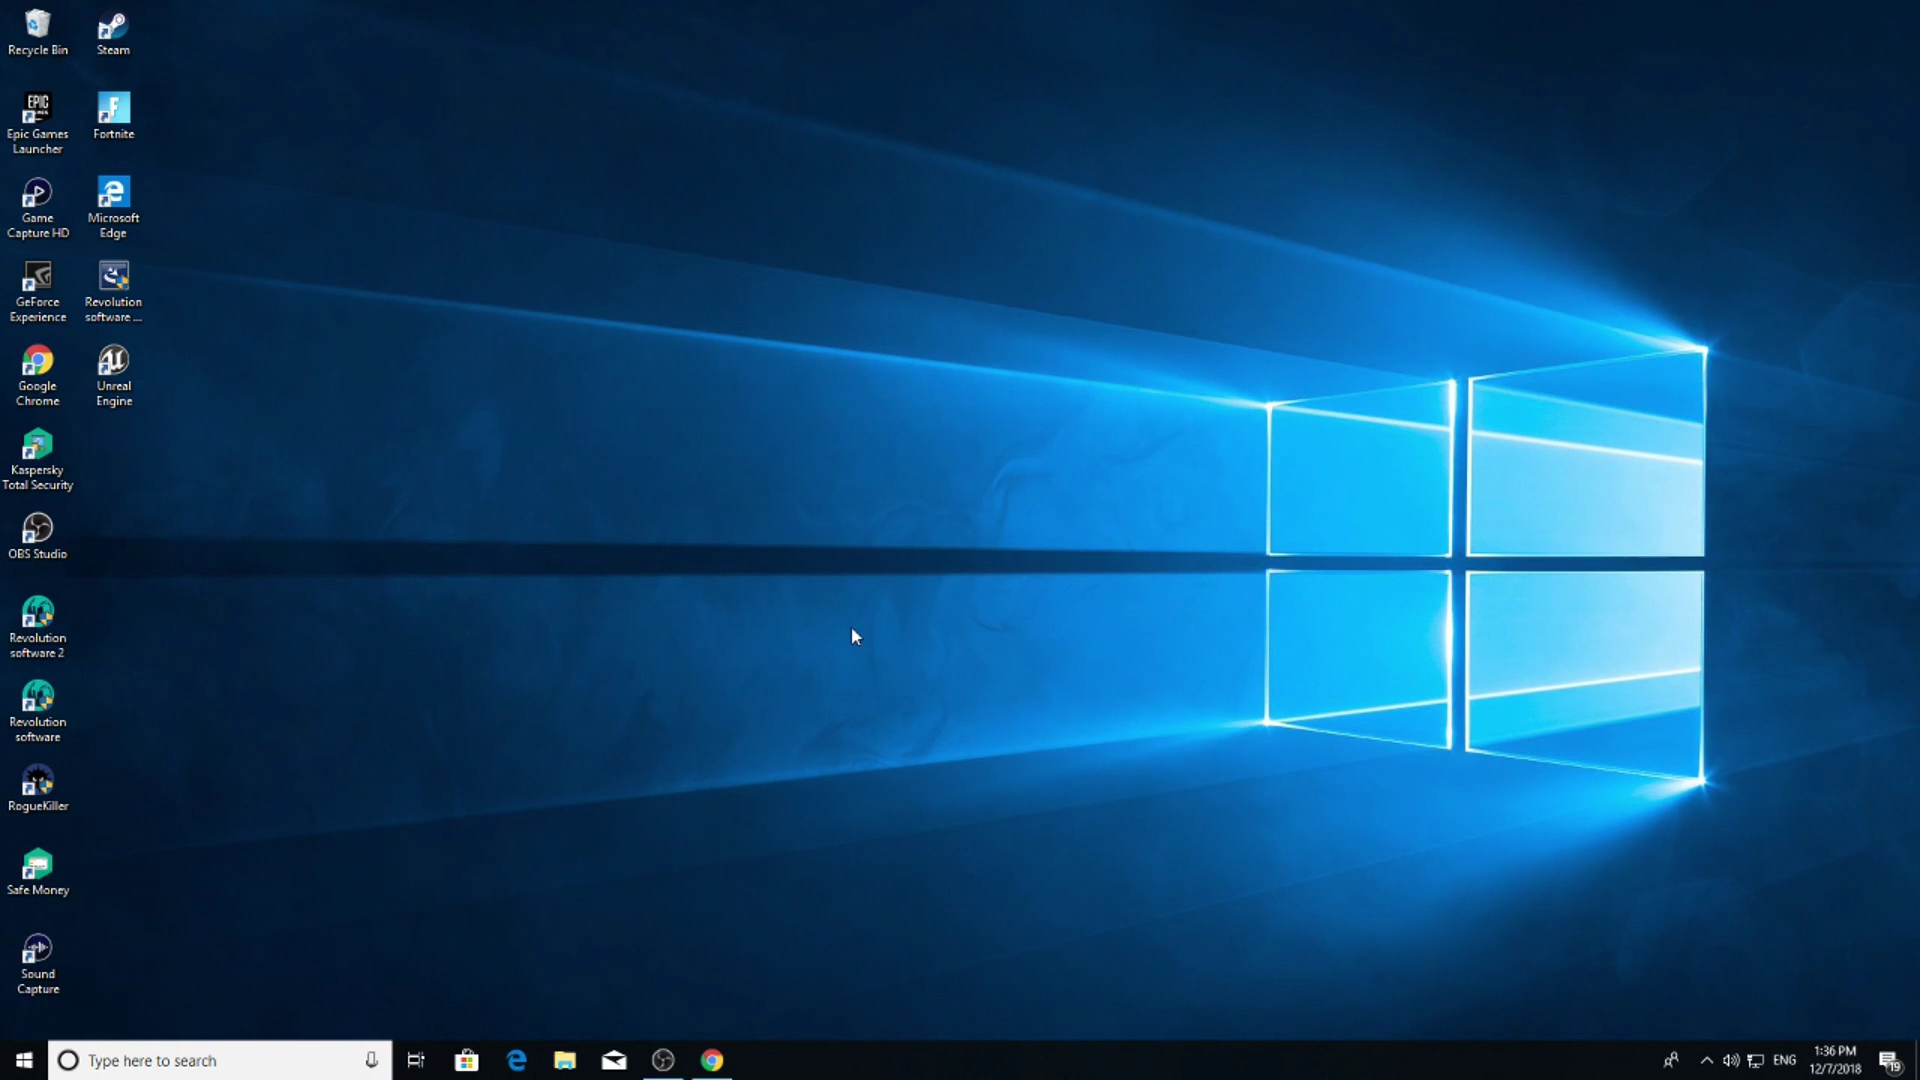 Recycle Bin
Steam
EPIC
Epic Games
Launcher
Fortnite
Game
Capture HD
Microsoft
Edge
GeForce
Experience
Revolution
software ...
Google
Chrome
Unreal
Engine
Kaspersky
Total Security
OBS Studio
Revolution
software 2
Revolution
software
RogueKiller
Safe Money
Sound
Capture
Type here to search
ENG
1:36 PM
12/7/2018
19